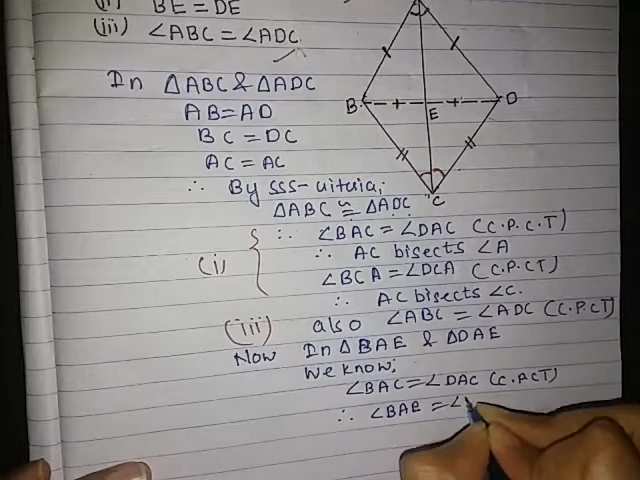 (ii) BE = DE
(iii) ∠ABC = ∠ADC.
In △ABC & △ADC
AB=AD
BC = DC
AC = AC
∴ By SSS-
△ABC ≅ △ADC
(i) ∴ ∠BAC = ∠DAC (C.P.C.T)
∴ AC bisects ∠A
∠BCA = ∠DCA (C.P.CT)
∴ AC bisects ∠C.
(iii) also ∠ABC = ∠ADC (C.P.CT)
Now In △BAE & △DAE
We know;
∠BAC=∠DAC (C.PCT)
∴ ∠BAE = ∠
B
D
E
C